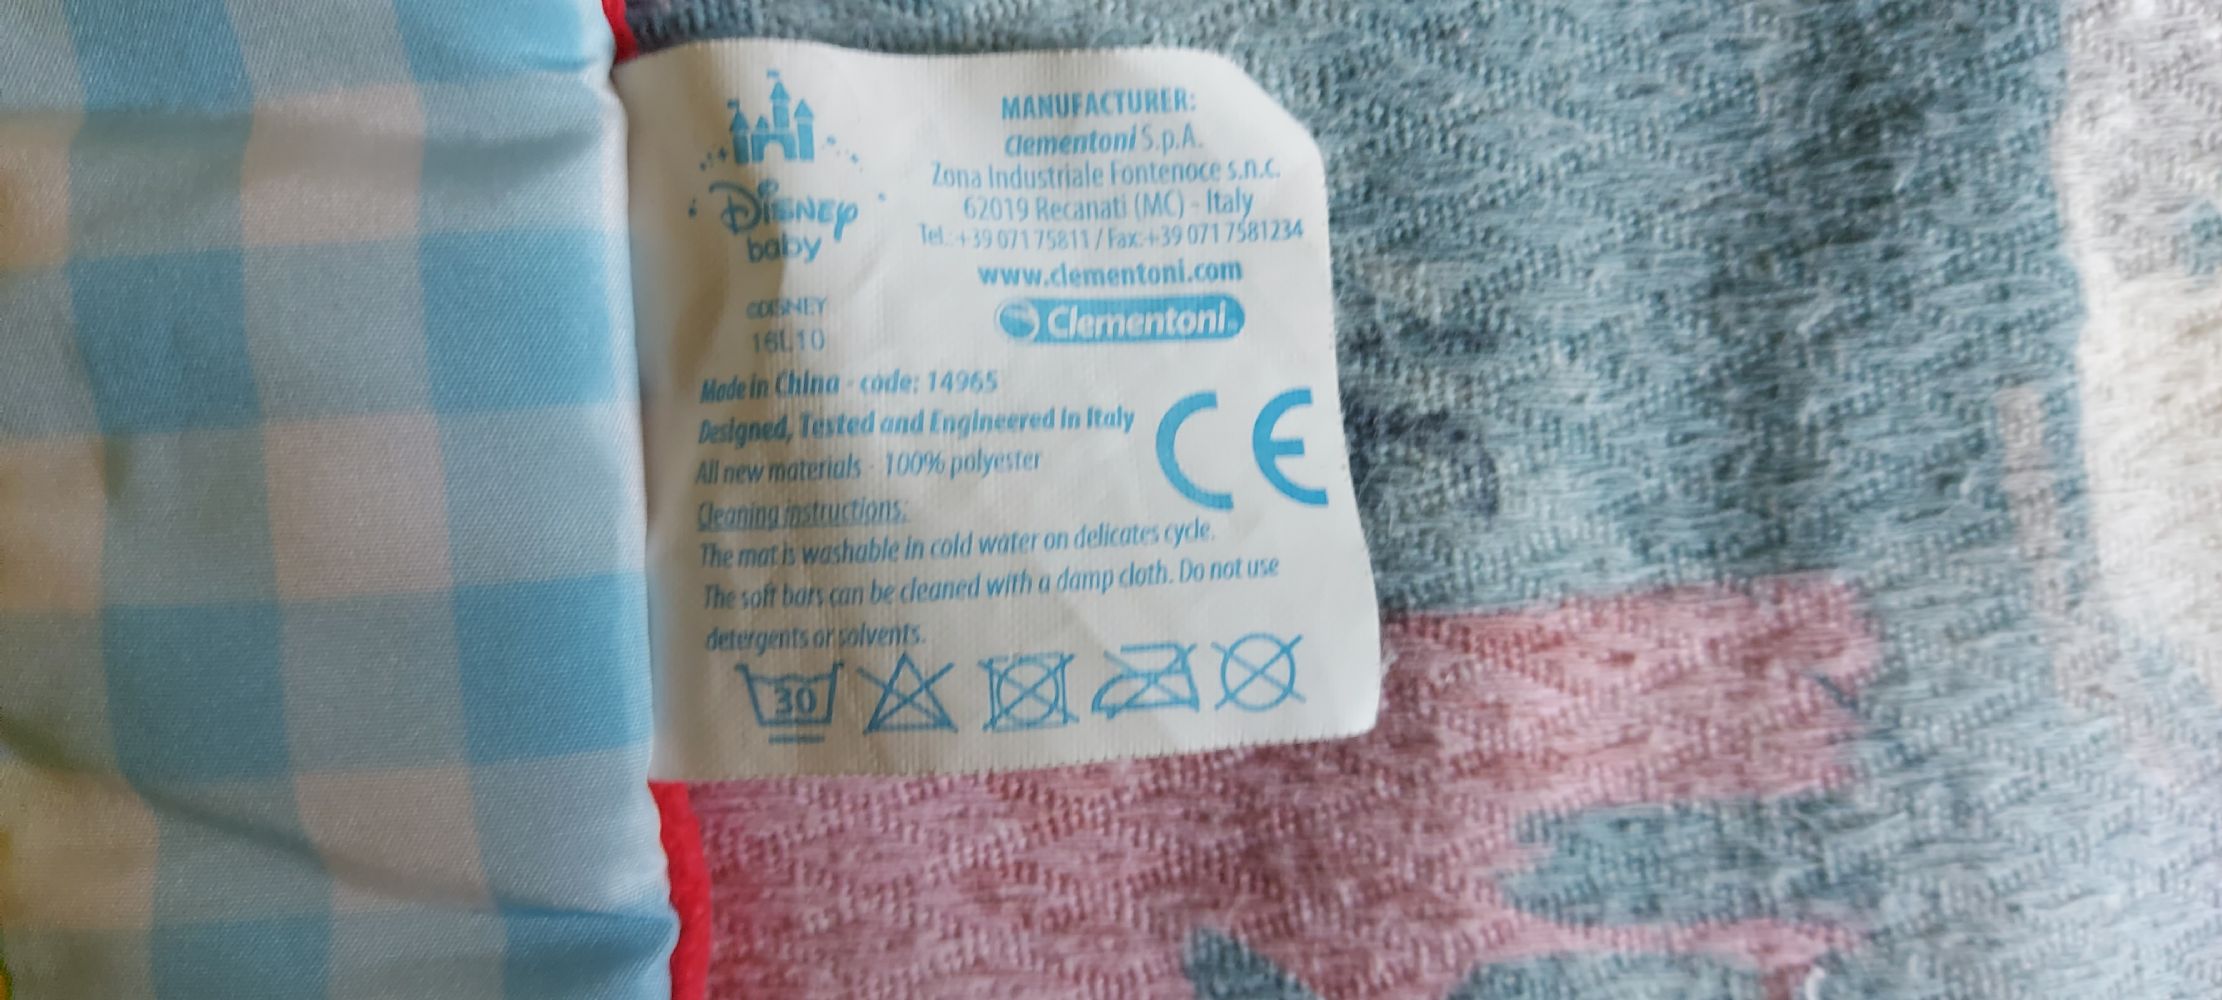 Disney
baby
©DISNEY
16L10
MANUFACTURER:
Clementoni S.p.A.
Zona Industriale Fontenoce s.n.c.
62019 Recanati (MC) - Italy
Tel.:+39 071 75811 / Fax:+39 071 7581234
www.clementoni.com
Clementoni
Made in China - code: 14965
Designed, Tested and Engineered in Italy
All new materials - 100% polyester
CE
Cleaning instructions:
The mat is washable in cold water on delicates cycle.
The soft bars can be cleaned with a damp cloth. Do not use
detergents or solvents.
30